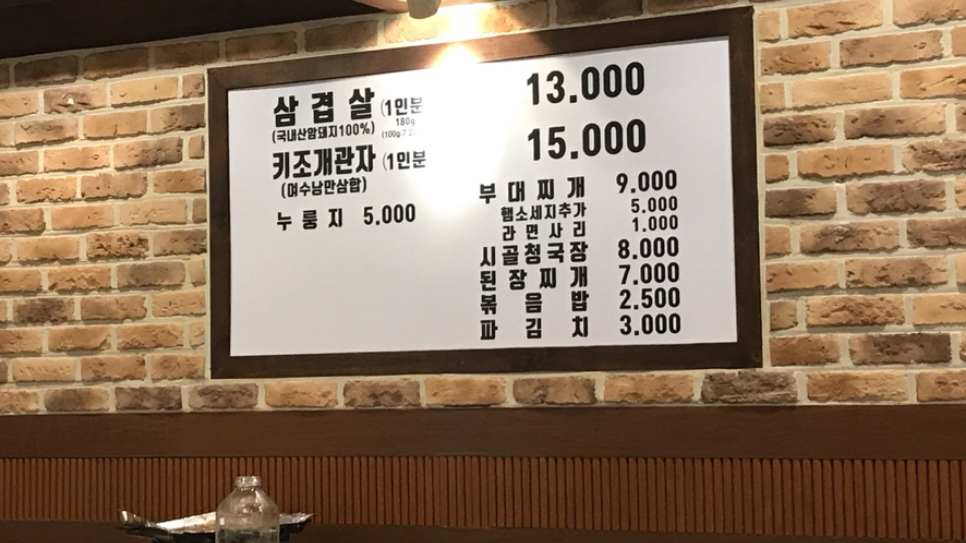 삼겹살 (1인분 13.000
(국내산암돼지100%) 180g
키조개관자 (1인분 15.000
(여수낭만삼합)
누룽지 5.000
부대찌개 9.000
햄소세지추가 5.000
라면사리 1.000
시골청국장 8.000
된장찌개 7.000
볶음밥 2.500
파김치 3.000